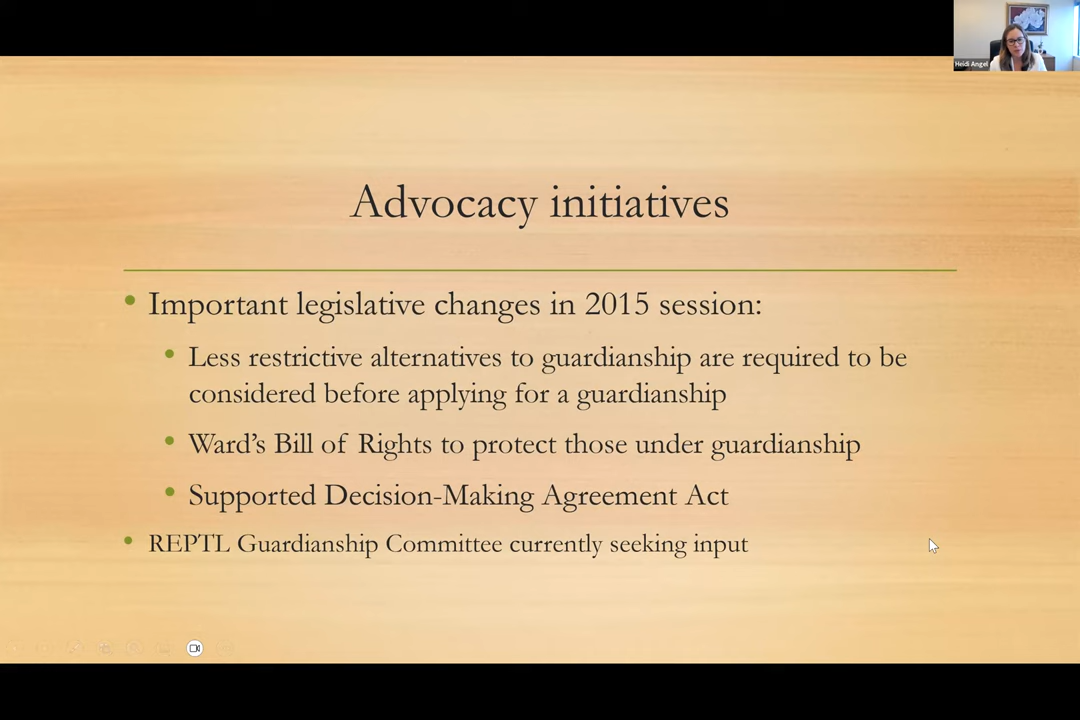 Heidi Angel
Advocacy initiatives
• Important legislative changes in 2015 session:
• Less restrictive alternatives to guardianship are required to be
considered before applying for a guardianship
• Ward's Bill of Rights to protect those under guardianship
• Supported Decision-Making Agreement Act
• REPTL Guardianship Committee currently seeking input